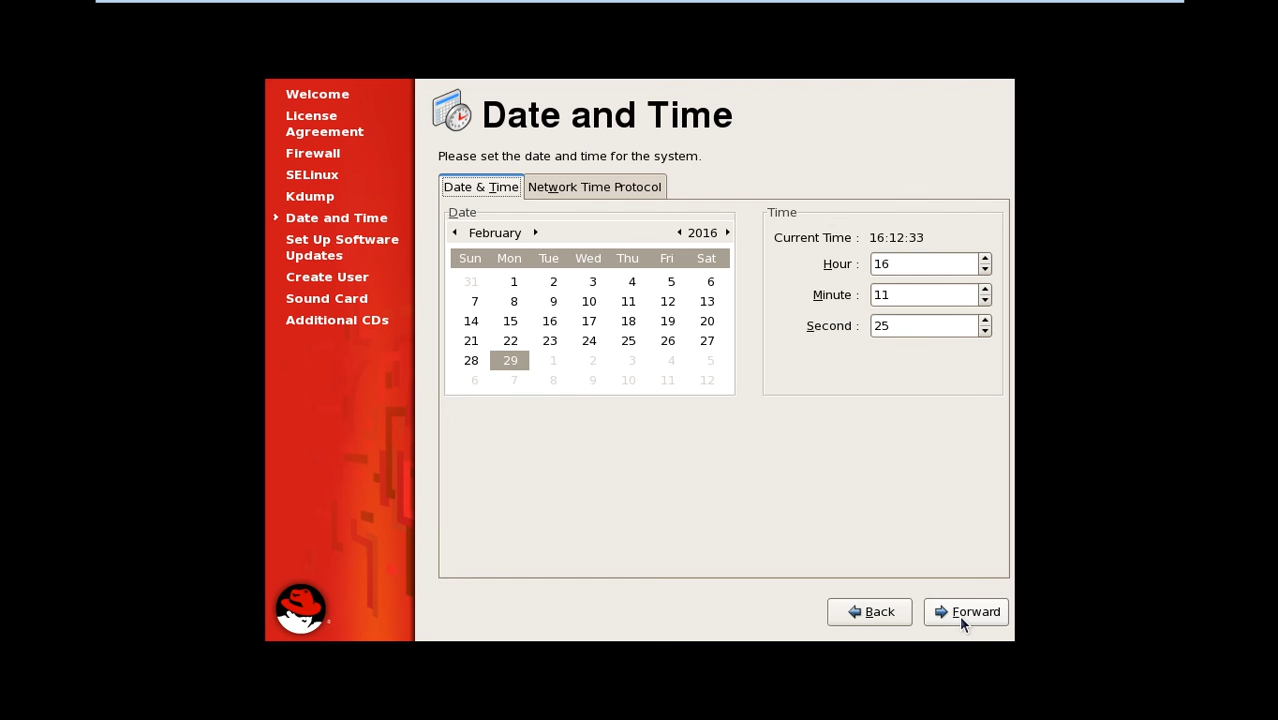 Welcome
License
Agreement
Firewall
SELinux
Kdump
Date and Time
Set Up Software
Updates
Create User
Sound Card
Additional CDs
Date and Time
Please set the date and time for the system.
Date & Time Network Time Protocol
Date
February 2016
Sun Mon Tue Wed Thu Fri Sat
31 1 2 3 4 5 6
7 8 9 10 11 12 13
14 15 16 17 18 19 20
21 22 23 24 25 26 27
28 29 1 2 3 4 5
6 7 8 9 10 11 12
Time
Current Time : 16:12:33
Hour : 16
Minute : 11
Second : 25
Back Forward